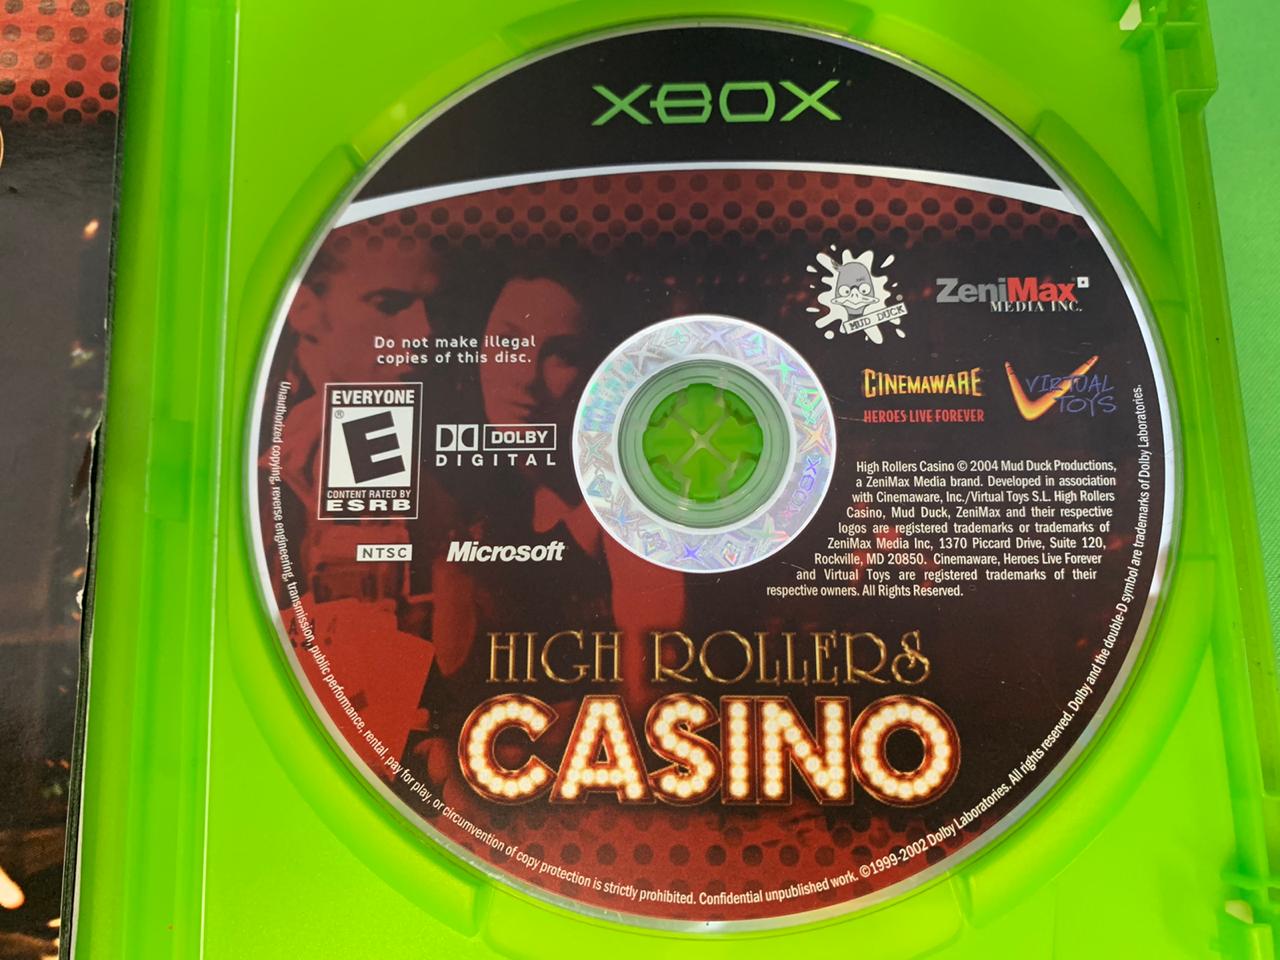 XBOX
MUD DUCK
ZeniMax
MEDIA INC.
Do not make illegal
copies of this disc.
CINEMAWARE
HEROES LIVE FOREVER
VIRTUAL
TOYS
EVERYONE
E
®
CONTENT RATED BY
ESRB
DOLBY
DIGITAL
NTSC
Microsoft
High Rollers Casino © 2004 Mud Duck Productions,
a ZeniMax Media brand. Developed in association
with Cinemaware, Inc./Virtual Toys S.L. High Rollers
Casino, Mud Duck, ZeniMax and their respective
logos are registered trademarks or trademarks of
ZeniMax Media Inc, 1370 Piccard Drive, Suite 120,
Rockville, MD 20850. Cinemaware, Heroes Live Forever
and Virtual Toys are registered trademarks of their
respective owners. All Rights Reserved.
HIGH ROLLERS
CASINO
Unauthorized copying, reverse engineering, transmission, public performance, rental, pay for play, or circumvention of copy protection is strictly prohibited. Confidential unpublished work. ©1999-2002 Dolby Laboratories. All rights reserved. Dolby and the double-D symbol are trademarks of Dolby Laboratories.
XBOX